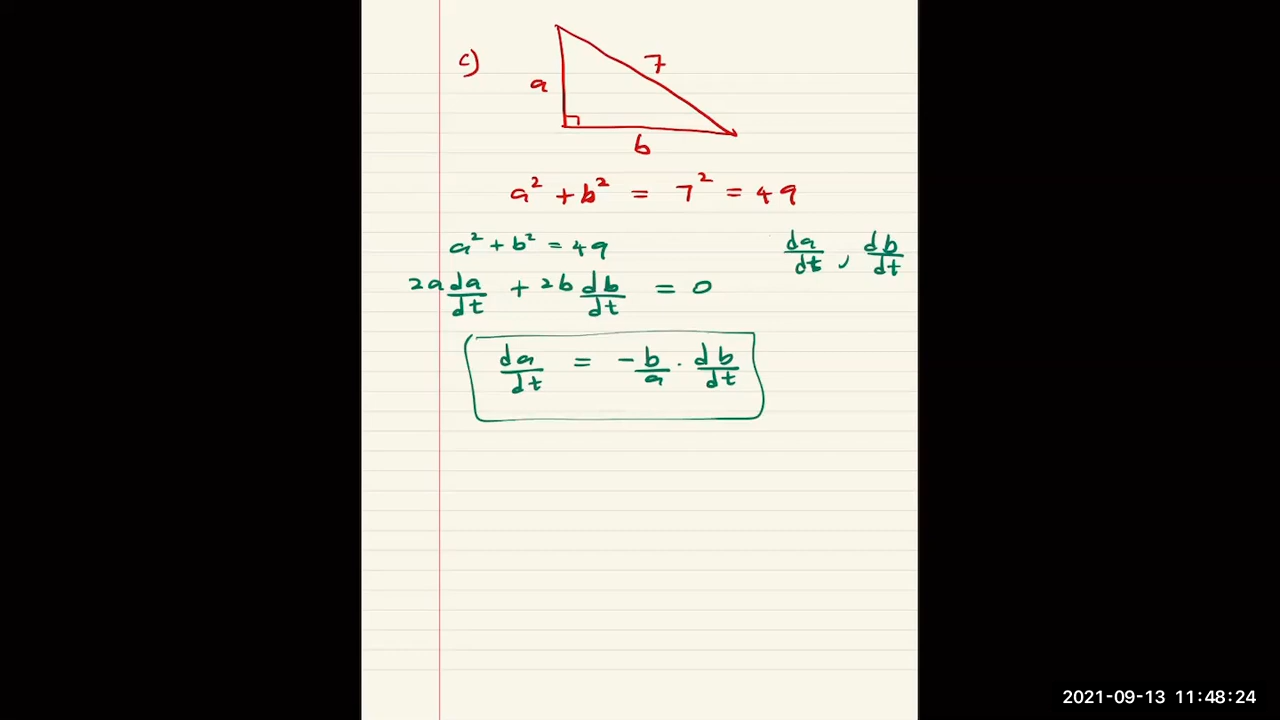 c)
7
a
b
a² + b² = 7² = 49
a² + b² = 49
da/dt , db/dt
2a da/dt + 2b db/dt = 0
da/dt = -b/a · db/dt
2021-09-13 11:48:24